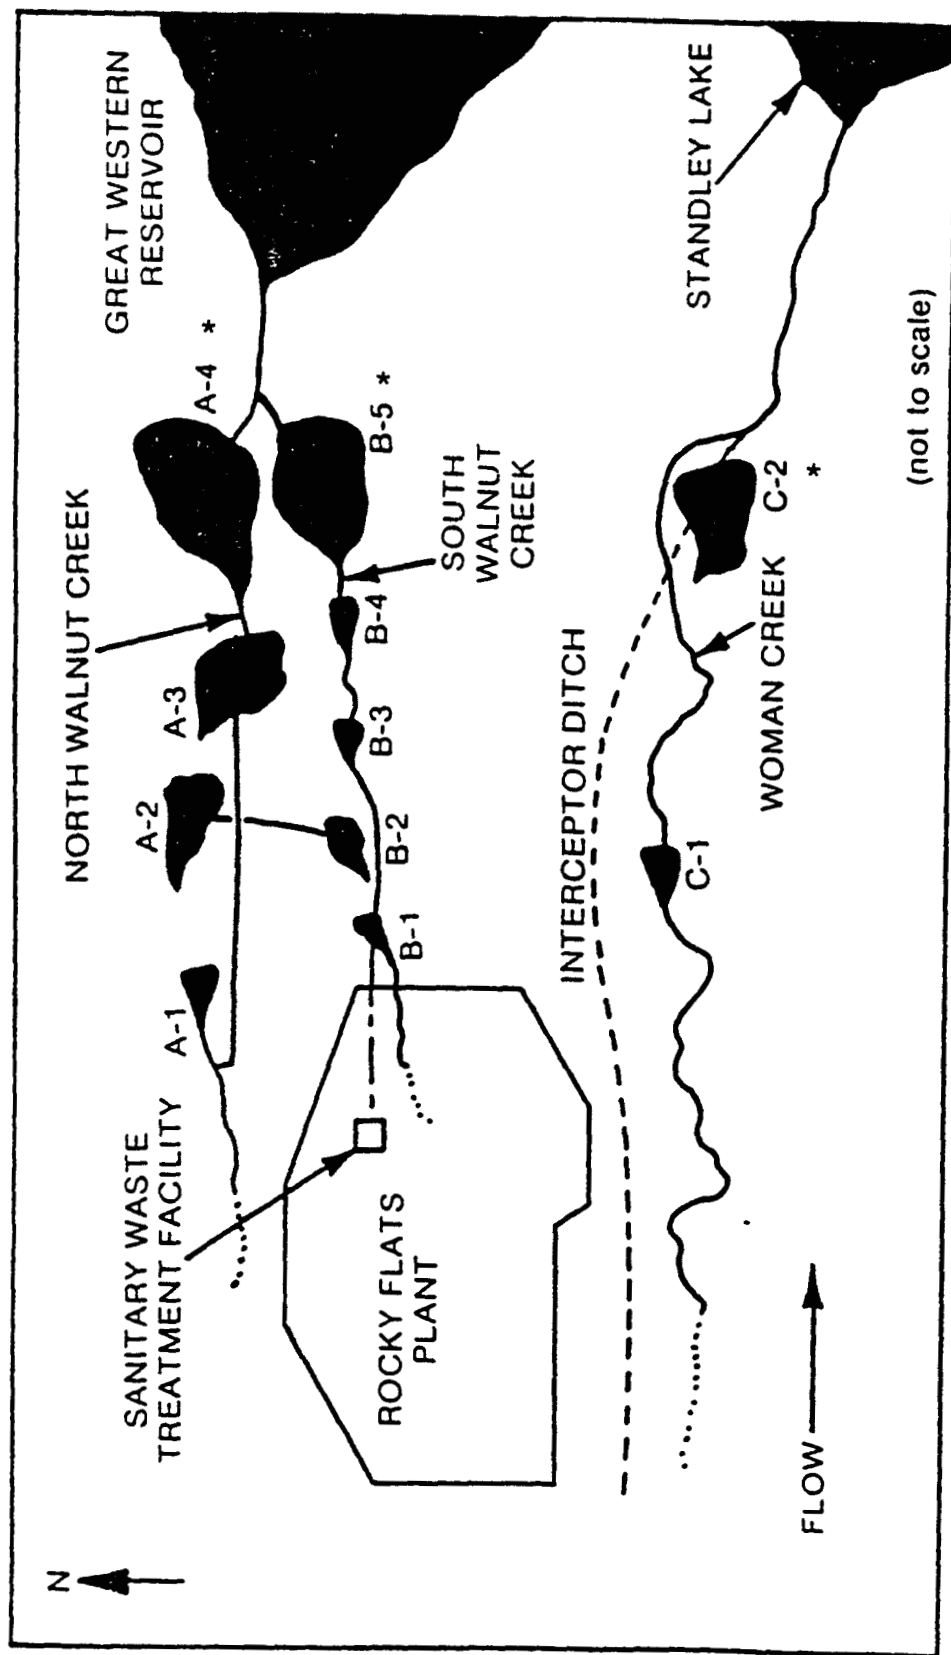 N
SANITARY WASTE
TREATMENT FACILITY
A-1
A-2
A-3
NORTH WALNUT CREEK
A-4 *
GREAT WESTERN
RESERVOIR
ROCKY FLATS
PLANT
B-1
B-2
B-3
B-4
B-5 *
SOUTH
WALNUT
CREEK
INTERCEPTOR DITCH
C-1
WOMAN CREEK
C-2
*
STANDLEY LAKE
FLOW
(not to scale)